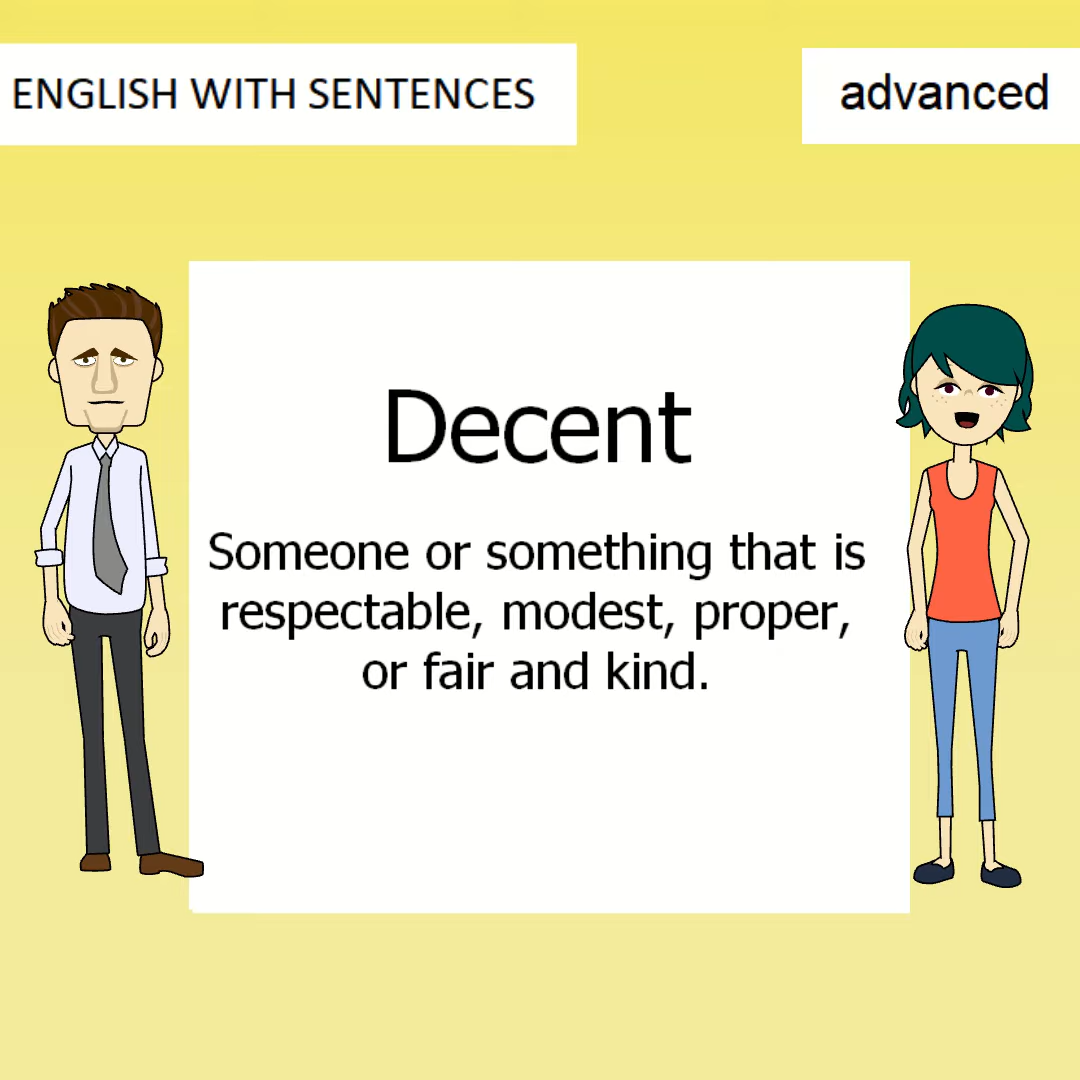 ENGLISH WITH SENTENCES
advanced
Decent
Someone or something that is
respectable, modest, proper,
or fair and kind.